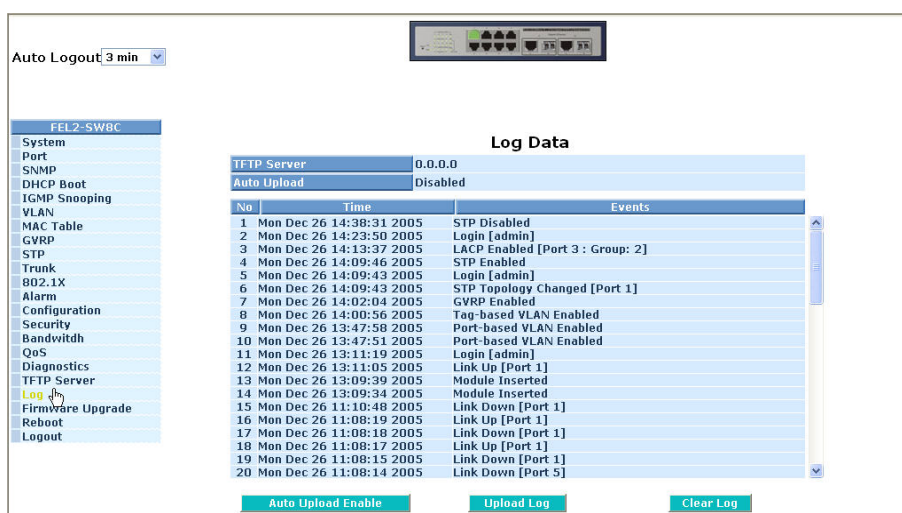 Auto Logout 3 min
FEL2-SW8C
System
Port
SNMP
DHCP Boot
IGMP Snooping
VLAN
MAC Table
GVRP
STP
Trunk
802.1X
Alarm
Configuration
Security
Bandwitdh
QoS
Diagnostics
TFTP Server
Log
Firmware Upgrade
Reboot
Logout
Log Data
TFTP Server 0.0.0.0
Auto Upload Disabled
No Time Events
1 Mon Dec 26 14:38:31 2005 STP Disabled
2 Mon Dec 26 14:23:50 2005 Login [admin]
3 Mon Dec 26 14:13:37 2005 LACP Enabled [Port 3 : Group: 2]
4 Mon Dec 26 14:09:46 2005 STP Enabled
5 Mon Dec 26 14:09:43 2005 Login [admin]
6 Mon Dec 26 14:09:43 2005 STP Topology Changed [Port 1]
7 Mon Dec 26 14:02:04 2005 GVRP Enabled
8 Mon Dec 26 14:00:56 2005 Tag-based VLAN Enabled
9 Mon Dec 26 13:47:58 2005 Port-based VLAN Enabled
10 Mon Dec 26 13:47:51 2005 Port-based VLAN Enabled
11 Mon Dec 26 13:11:19 2005 Login [admin]
12 Mon Dec 26 13:11:05 2005 Link Up [Port 1]
13 Mon Dec 26 13:09:39 2005 Module Inserted
14 Mon Dec 26 13:09:34 2005 Module Inserted
15 Mon Dec 26 11:10:48 2005 Link Down [Port 1]
16 Mon Dec 26 11:08:19 2005 Link Up [Port 1]
17 Mon Dec 26 11:08:18 2005 Link Down [Port 1]
18 Mon Dec 26 11:08:17 2005 Link Up [Port 1]
19 Mon Dec 26 11:08:15 2005 Link Down [Port 1]
20 Mon Dec 26 11:08:14 2005 Link Down [Port 5]
Auto Upload Enable Upload Log Clear Log